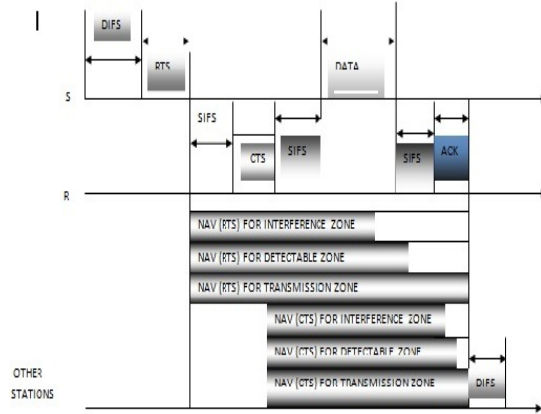 I
DIFS
RTS
DATA
S
SIFS
CTS
SIFS
SIFS
ACK
R
NAV (RTS) FOR INTERFERENCE ZONE
NAV (RTS) FOR DETECTABLE ZONE
NAV (RTS) FOR TRANSMISSION ZONE
NAV (CTS) FOR INTERFERENCE ZONE
NAV (CTS) FOR DETECTABLE ZONE
NAV (CTS) FOR TRANSMISSION ZONE
DIFS
OTHER
STATIONS